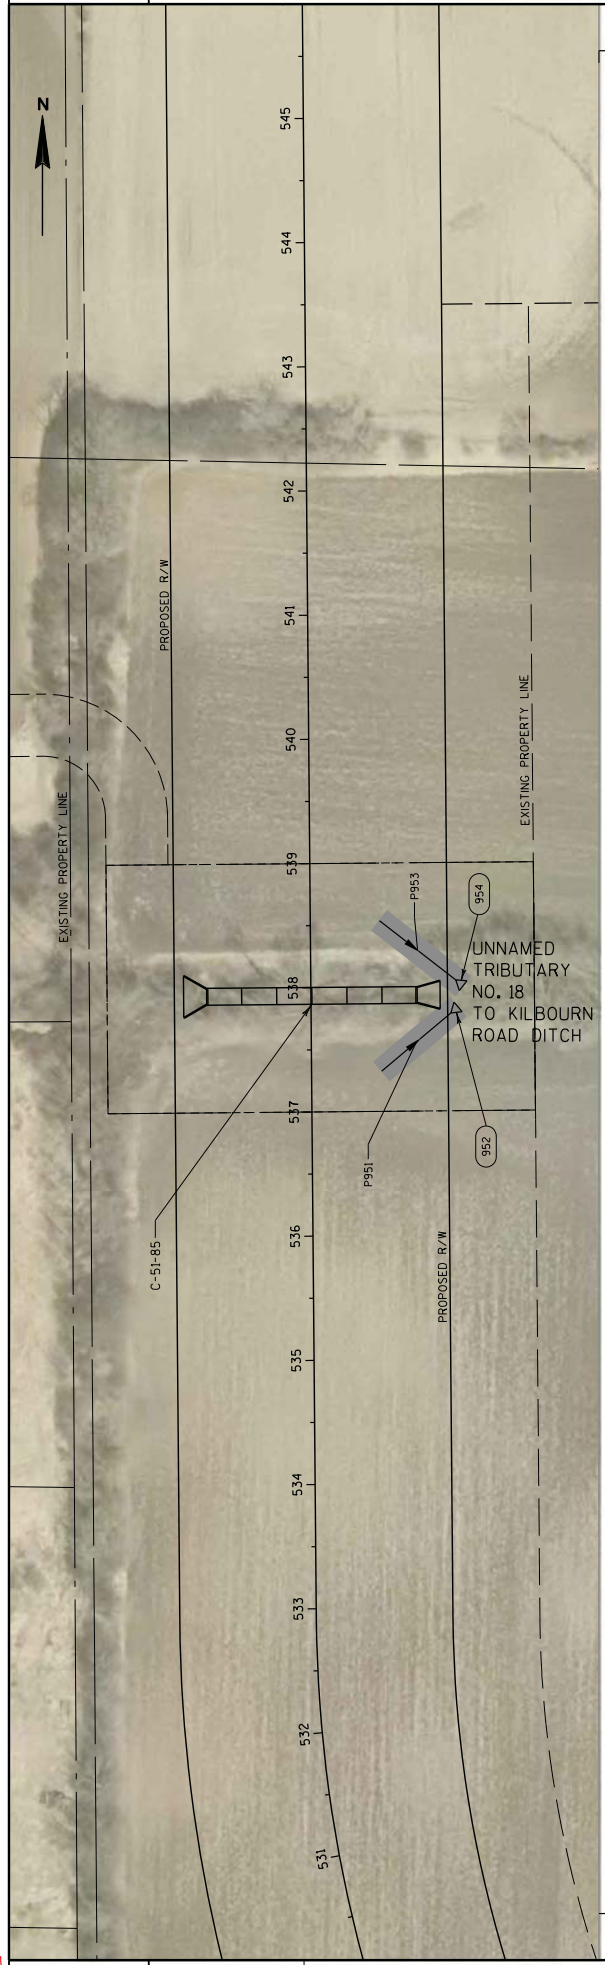 N
545
544
543
542
541
PROPOSED R/W
540
EXISTING PROPERTY LINE
EXISTING PROPERTY LINE
539
P953
954
538
UNNAMED
TRIBUTARY
NO. 18
TO KILBOURN
ROAD DITCH
537
952
P951
C-51-85
536
PROPOSED R/W
535
534
533
532
531